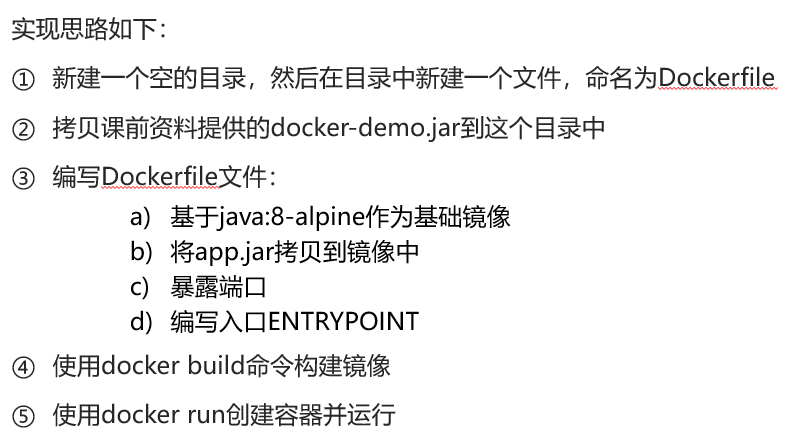 实现思路如下：
① 新建一个空的目录，然后在目录中新建一个文件，命名为Dockerfile
② 拷贝课前资料提供的docker-demo.jar到这个目录中
③ 编写Dockerfile文件：
a) 基于java:8-alpine作为基础镜像
b) 将app.jar拷贝到镜像中
c) 暴露端口
d) 编写入口ENTRYPOINT
④ 使用docker build命令构建镜像
⑤ 使用docker run创建容器并运行